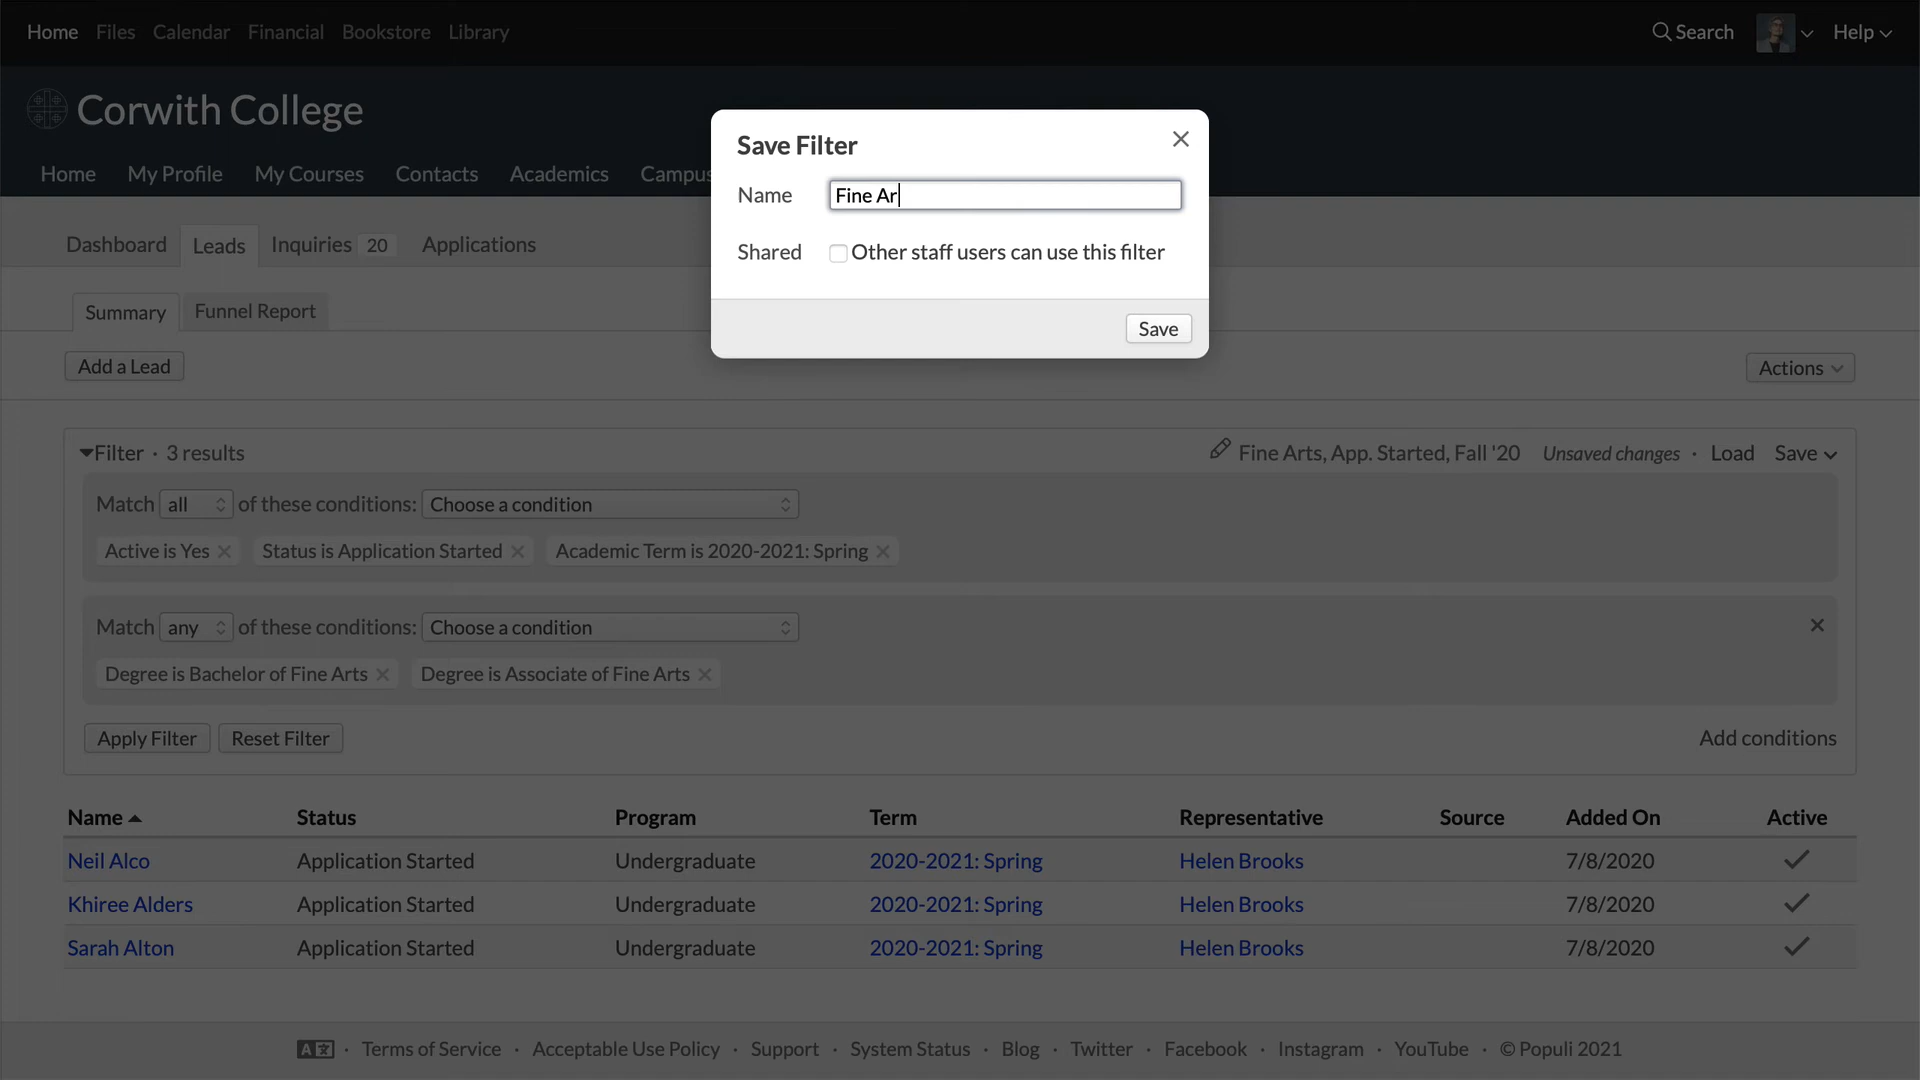 Home Files Calendar Financial Bookstore Library Search Help
Corwith College
Home My Profile My Courses Contacts Academics Campus
Save Filter
Name Fine Ar
Shared Other staff users can use this filter
Save
Dashboard Leads Inquiries 20 Applications
Summary Funnel Report
Add a Lead Actions
Filter · 3 results Fine Arts, App. Started, Fall '20 Unsaved changes · Load Save
Match all of these conditions: Choose a condition
Active is Yes Status is Application Started Academic Term is 2020-2021: Spring
Match any of these conditions: Choose a condition
Degree is Bachelor of Fine Arts Degree is Associate of Fine Arts
Apply Filter Reset Filter Add conditions
Name Status Program Term Representative Source Added On Active
Neil Alco Application Started Undergraduate 2020-2021: Spring Helen Brooks 7/8/2020
Khiree Alders Application Started Undergraduate 2020-2021: Spring Helen Brooks 7/8/2020
Sarah Alton Application Started Undergraduate 2020-2021: Spring Helen Brooks 7/8/2020
A文 · Terms of Service · Acceptable Use Policy · Support · System Status · Blog · Twitter · Facebook · Instagram · YouTube · © Populi 2021